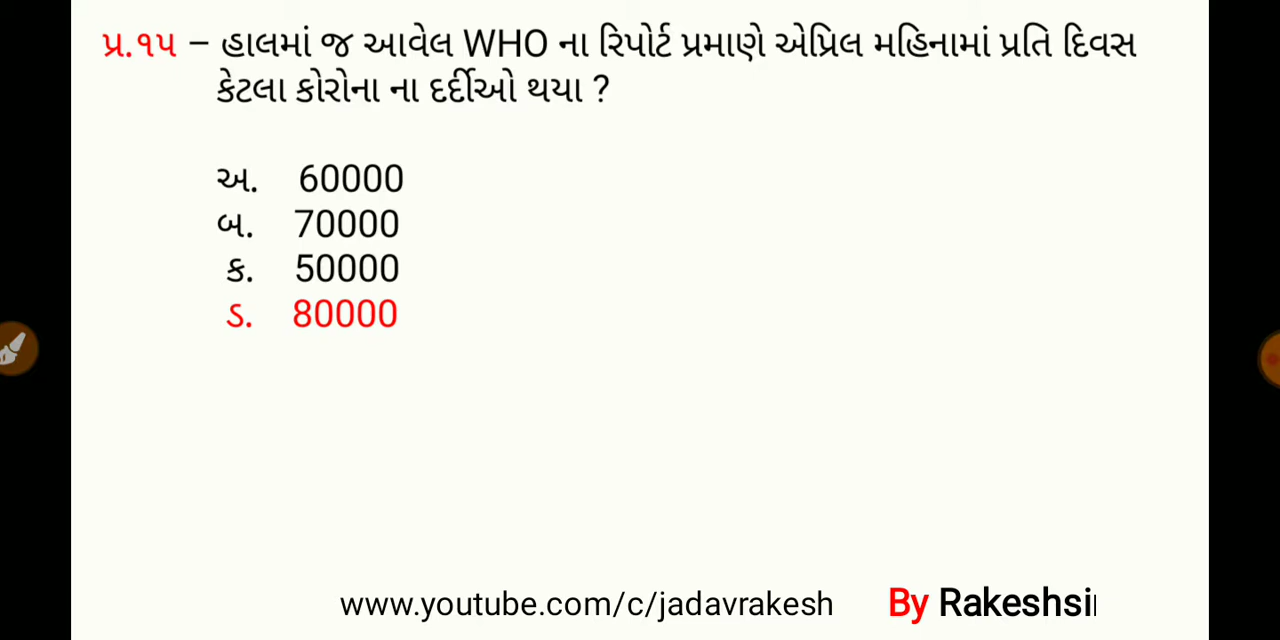 પ્ર.૧૫ – હાલમાં જ આવેલ WHO ના રિપોર્ટ પ્રમાણે એપ્રિલ મહિનામાં પ્રતિ દિવસ
કેટલા કોરોના ના દર્દીઓ થયા ?
અ. 60000
બ. 70000
ક. 50000
ડ. 80000
www.youtube.com/c/jadavrakesh By Rakeshsi